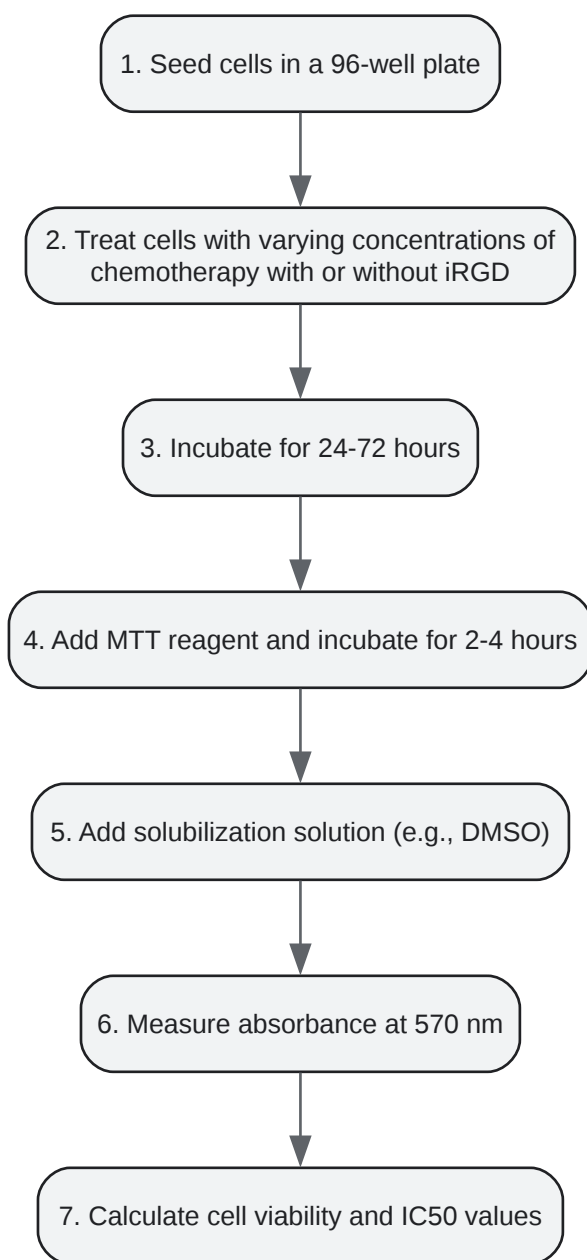 1. Seed cells in a 96-well plate
2. Treat cells with varying concentrations of
chemotherapy with or without iRGD
3. Incubate for 24-72 hours
4. Add MTT reagent and incubate for 2-4 hours
5. Add solubilization solution (e.g., DMSO)
6. Measure absorbance at 570 nm
7. Calculate cell viability and IC50 values